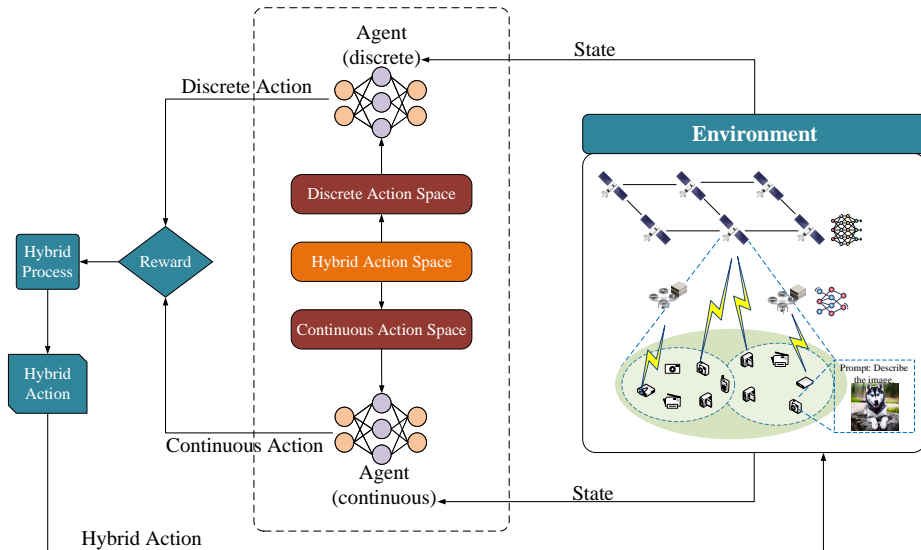 Agent
(discrete)
State
Discrete Action
Environment
Discrete Action Space
Hybrid
Process
Reward
Hybrid Action Space
Continuous Action Space
Hybrid
Action
Prompt: Describe
the image
Continuous Action
Agent
(continuous)
State
Hybrid Action